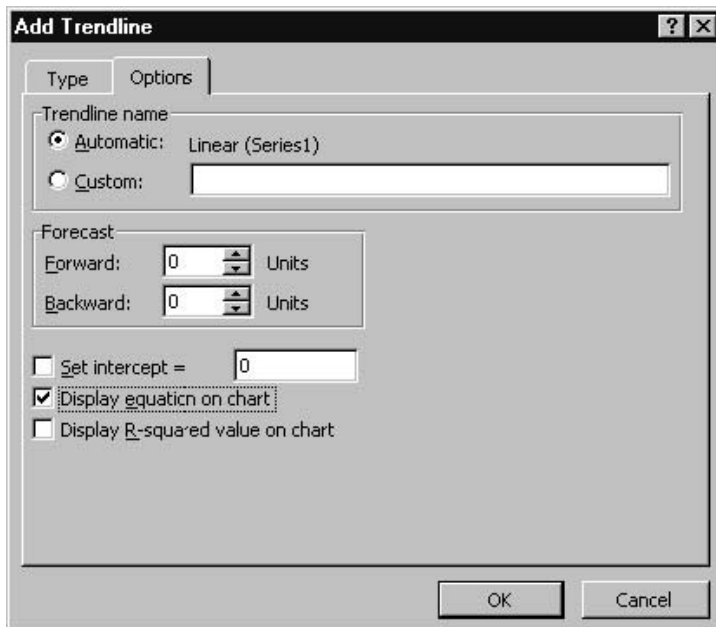 Add Trendline
Type Options
Trendline name
Automatic: Linear (Series1)
Custom:
Forecast
Forward: 0 Units
Backward: 0 Units
Set intercept = 0
Display equation on chart
Display R-squared value on chart
OK Cancel